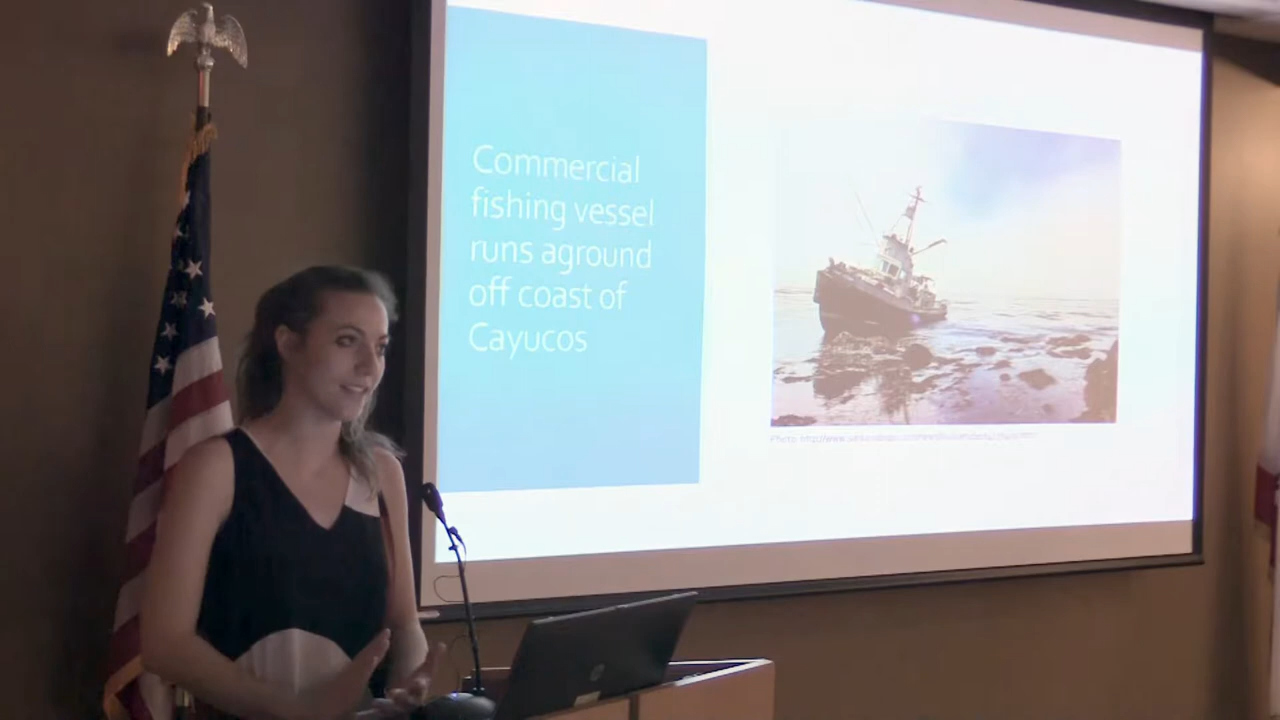 Commercial
fishing vessel
runs aground
off coast of
Cayucos